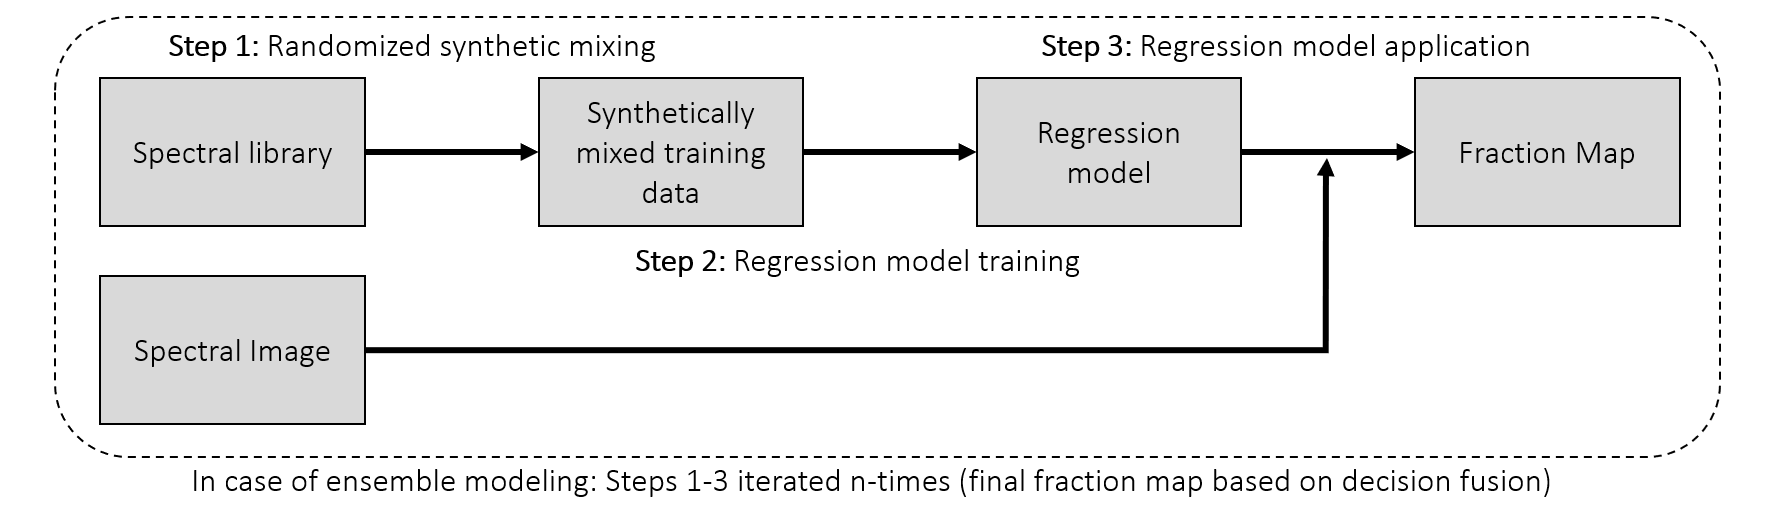 Step 1: Randomized synthetic mixing
Step 3: Regression model application
Spectral library
Synthetically
mixed training
data
Regression
model
Fraction Map
Step 2: Regression model training
Spectral Image
In case of ensemble modeling: Steps 1-3 iterated n-times (final fraction map based on decision fusion)